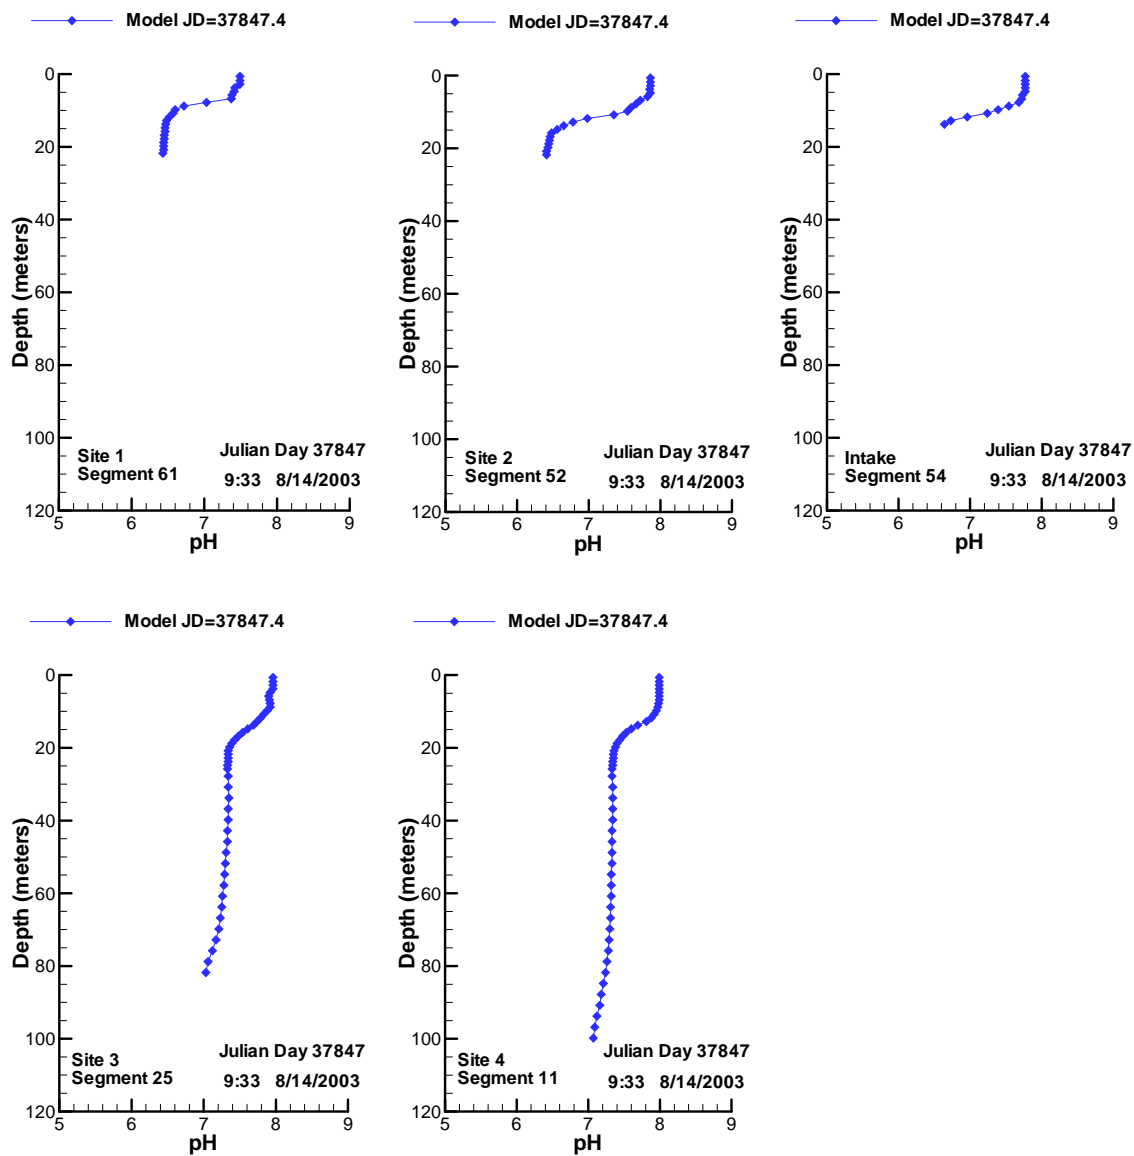 Model JD=37847.4
0
20
40
60
80
100
120
Depth (meters)
Site 1
Segment 61
Julian Day 37847
9:33 8/14/2003
5 6 7 8 9
pH
Model JD=37847.4
0
20
40
60
80
100
120
Depth (meters)
Site 2
Segment 52
Julian Day 37847
9:33 8/14/2003
5 6 7 8 9
pH
Model JD=37847.4
0
20
40
60
80
100
120
Depth (meters)
Intake
Segment 54
Julian Day 37847
9:33 8/14/2003
5 6 7 8 9
pH
Model JD=37847.4
0
20
40
60
80
100
120
Depth (meters)
Site 3
Segment 25
Julian Day 37847
9:33 8/14/2003
5 6 7 8 9
pH
Model JD=37847.4
0
20
40
60
80
100
120
Depth (meters)
Site 4
Segment 11
Julian Day 37847
9:33 8/14/2003
5 6 7 8 9
pH